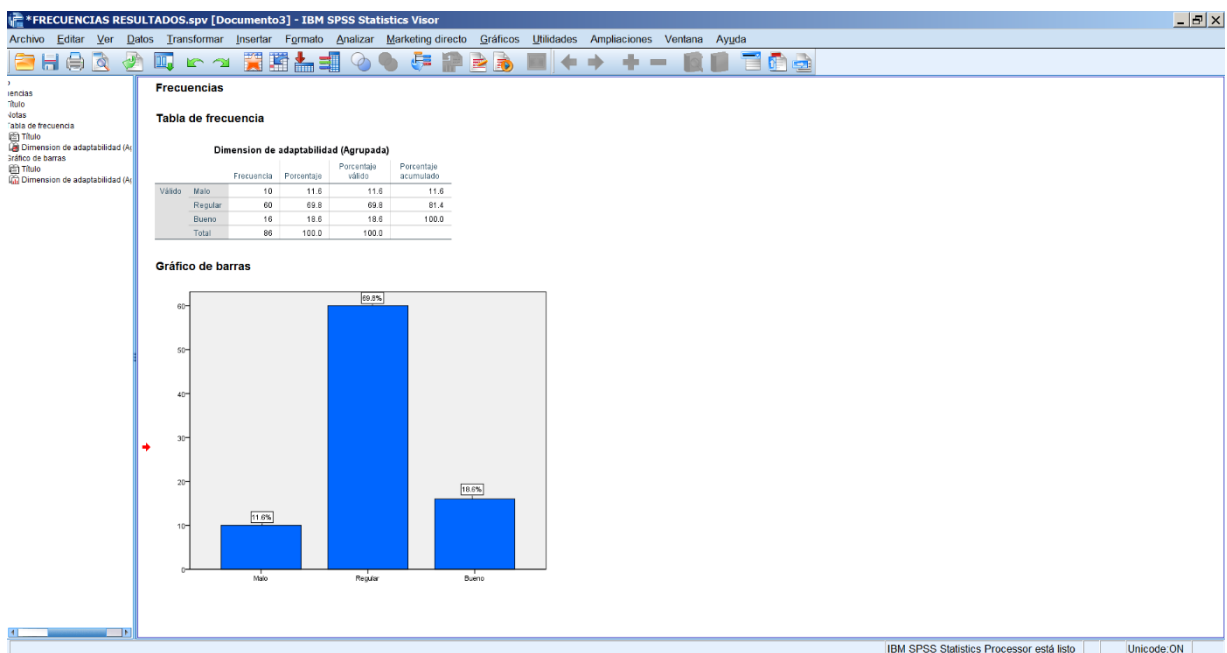 *FRECUENCIAS RESULTADOS.spv [Documento3] - IBM SPSS Statistics Visor
Archivo Editar Ver Datos Transformar Insertar Formato Analizar Marketing directo Gráficos Utilidades Ampliaciones Ventana Ayuda
encias
Título
Notas
Tabla de frecuencia
Título
Dimension de adaptabilidad (Ag
Gráfico de barras
Título
Dimension de adaptabilidad (Ag
Frecuencias
Tabla de frecuencia
Dimension de adaptabilidad (Agrupada)
Frecuencia Porcentaje Porcentaje válido Porcentaje acumulado
Válido Malo 10 11.6 11.6 11.6
Regular 60 69.8 69.8 81.4
Bueno 16 18.6 18.6 100.0
Total 86 100.0 100.0
Gráfico de barras
69.8%
60
50
40
30
20
18.6%
11.6%
10
0
Malo Regular Bueno
IBM SPSS Statistics Processor está listo Unicode:ON